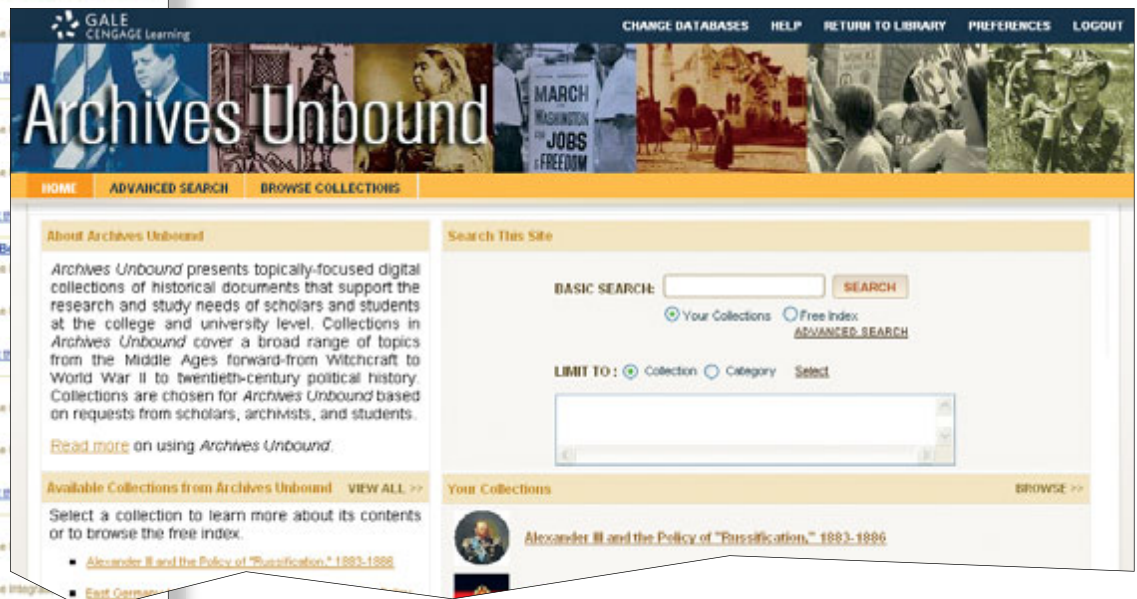 GALE
CENGAGE Learning
CHANGE DATABASES HELP RETURN TO LIBRARY PREFERENCES LOGOUT
Archives Unbound
MARCH
WASHINGTON
FOR JOBS
& FREEDOM
HOME ADVANCED SEARCH BROWSE COLLECTIONS
About Archives Unbound
Archives Unbound presents topically-focused digital
collections of historical documents that support the
research and study needs of scholars and students
at the college and university level. Collections in
Archives Unbound cover a broad range of topics
from the Middle Ages forward-from Witchcraft to
World War II to twentieth-century political history.
Collections are chosen for Archives Unbound based
on requests from scholars, archivists, and students.
Read more on using Archives Unbound.
Available Collections from Archives Unbound VIEW ALL >>
Select a collection to learn more about its contents
or to browse the free index.
Alexander III and the Policy of "Russification," 1883-1886
East
Search This Site
BASIC SEARCH: SEARCH
Your Collections Free Index
ADVANCED SEARCH
LIMIT TO : Collection Category Select
Your Collections BROWSE >>
Alexander III and the Policy of "Russification," 1883-1886